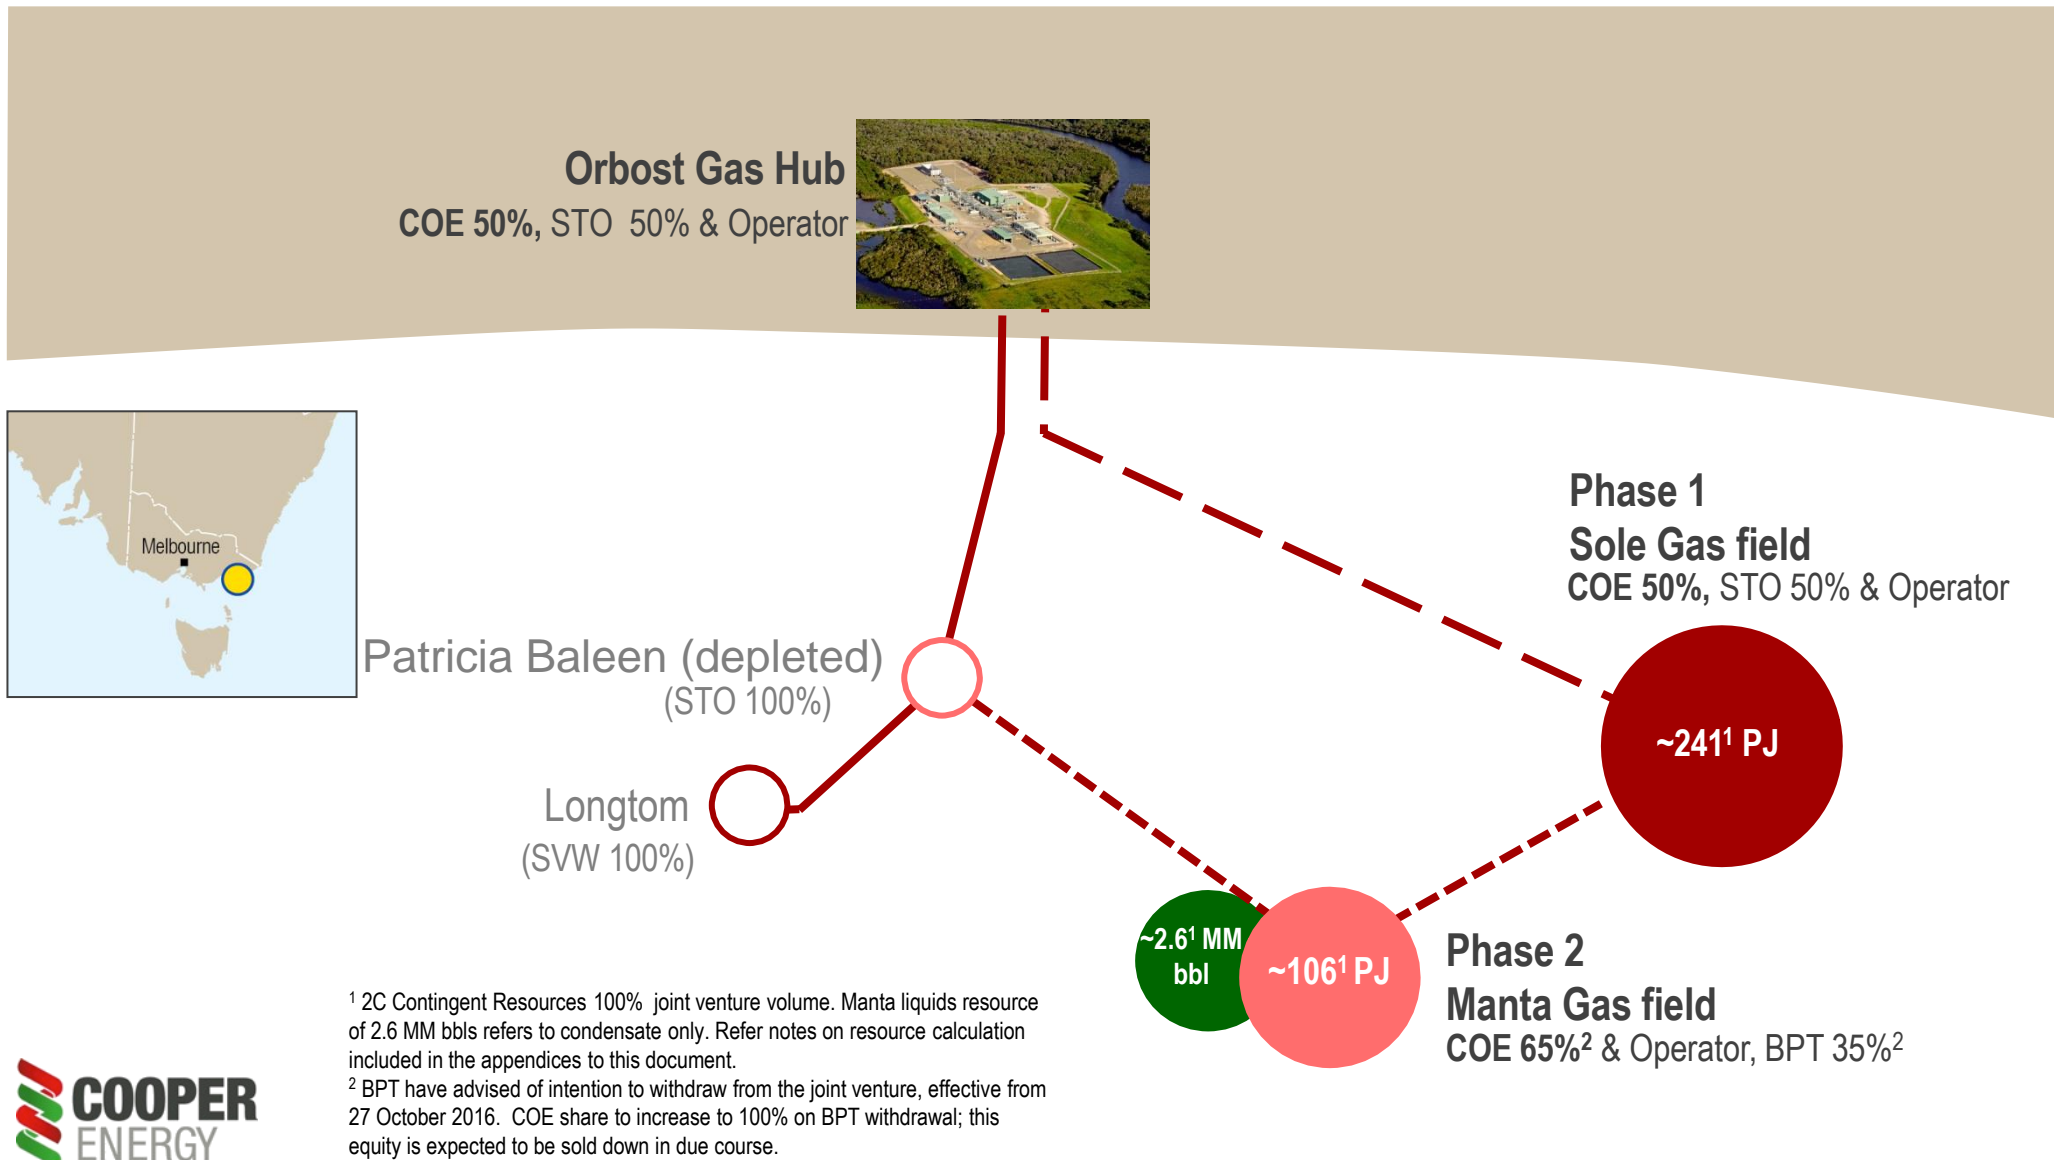 Orbost Gas Hub
COE 50%, STO 50% & Operator
Melbourne
Phase 1
Sole Gas field
COE 50%, STO 50% & Operator
~241¹ PJ
Patricia Baleen (depleted)
(STO 100%)
Longtom
(SVW 100%)
~2.6¹ MM
bbl
~106¹ PJ
Phase 2
Manta Gas field
COE 65%² & Operator, BPT 35%²
¹ 2C Contingent Resources 100% joint venture volume. Manta liquids resource
of 2.6 MM bbls refers to condensate only. Refer notes on resource calculation
included in the appendices to this document.
² BPT have advised of intention to withdraw from the joint venture, effective from
27 October 2016. COE share to increase to 100% on BPT withdrawal; this
equity is expected to be sold down in due course.
COOPER
ENERGY